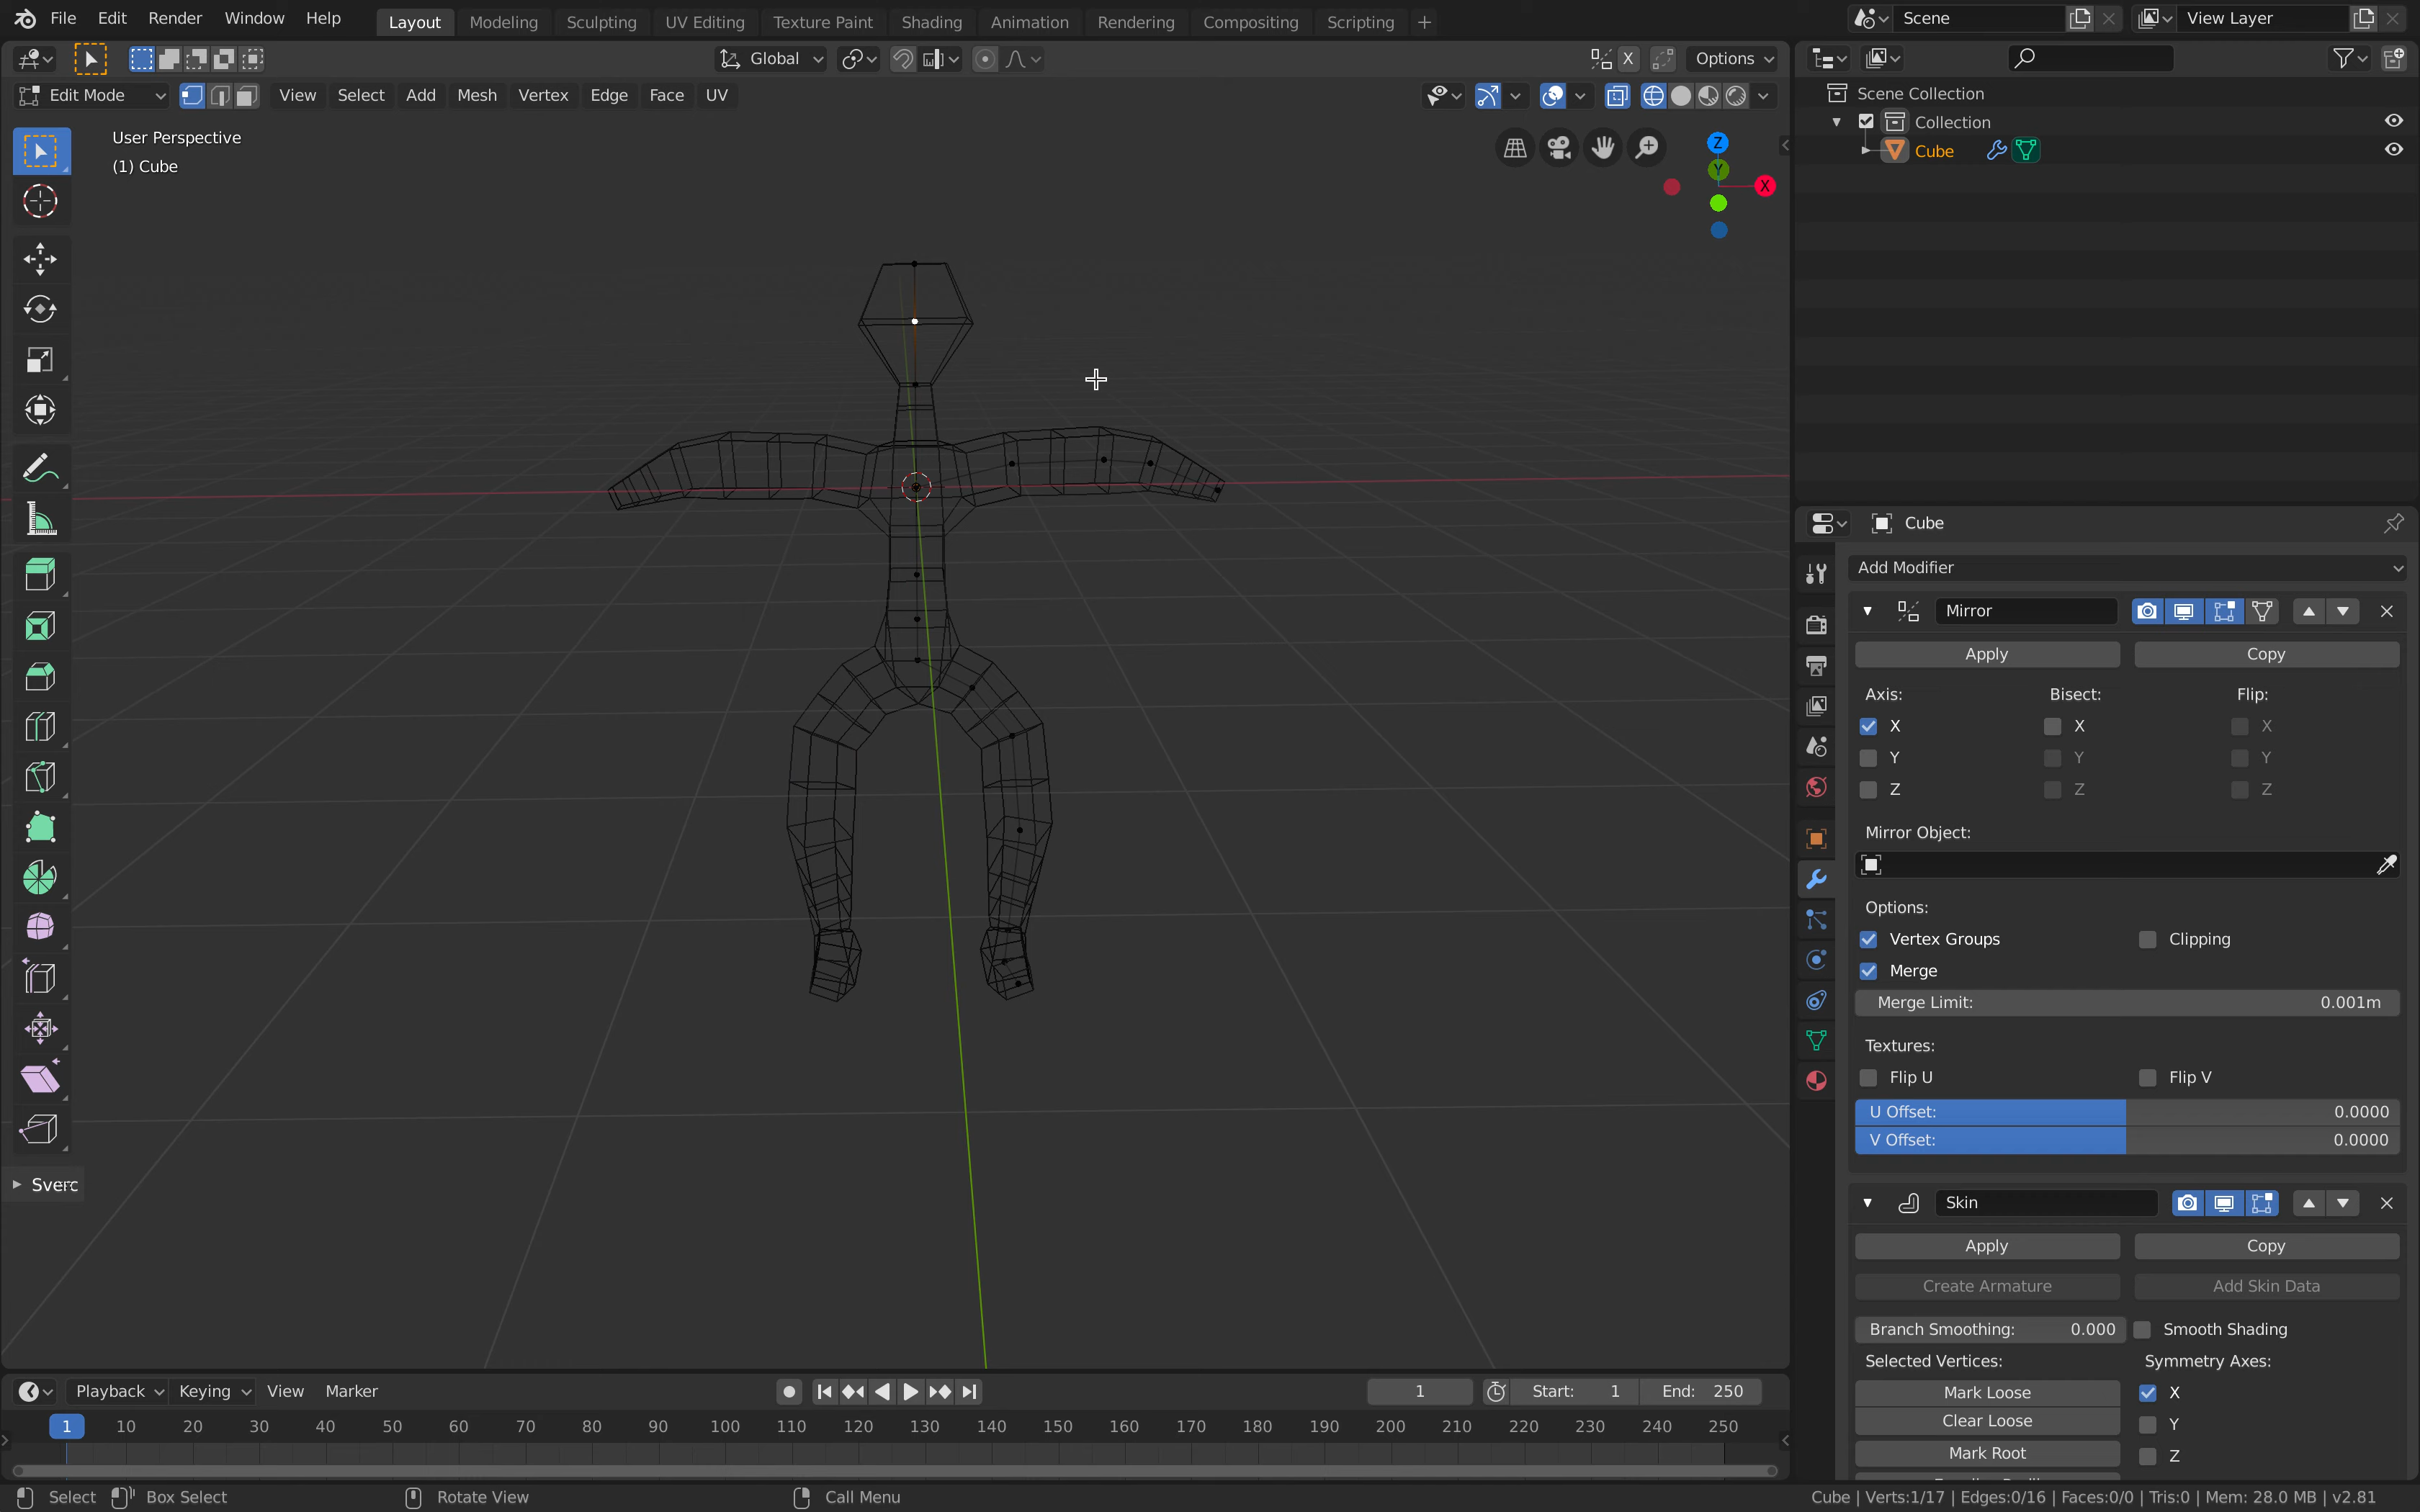 File Edit Render Window Help Layout Modeling Sculpting UV Editing Texture Paint Shading Animation Rendering Compositing Scripting + Scene View Layer
Global X Options
Edit Mode View Select Add Mesh Vertex Edge Face UV
User Perspective
(1) Cube
Z
Y
X
Sverc
Scene Collection
Collection
Cube
Cube
Add Modifier
Mirror
Apply Copy
Axis: Bisect: Flip:
X X X
Y Y Y
Z Z Z
Mirror Object:
Options:
Vertex Groups Clipping
Merge
Merge Limit: 0.001m
Textures:
Flip U Flip V
U Offset: 0.0000
V Offset: 0.0000
Skin
Apply Copy
Create Armature Add Skin Data
Branch Smoothing: 0.000 Smooth Shading
Selected Vertices: Symmetry Axes:
Mark Loose X
Clear Loose Y
Mark Root Z
Playback Keying View Marker 1 Start: 1 End: 250
1 10 20 30 40 50 60 70 80 90 100 110 120 130 140 150 160 170 180 190 200 210 220 230 240 250
Select Box Select Rotate View Call Menu Cube | Verts:1/17 | Edges:0/16 | Faces:0/0 | Tris:0 | Mem: 28.0 MB | v2.81